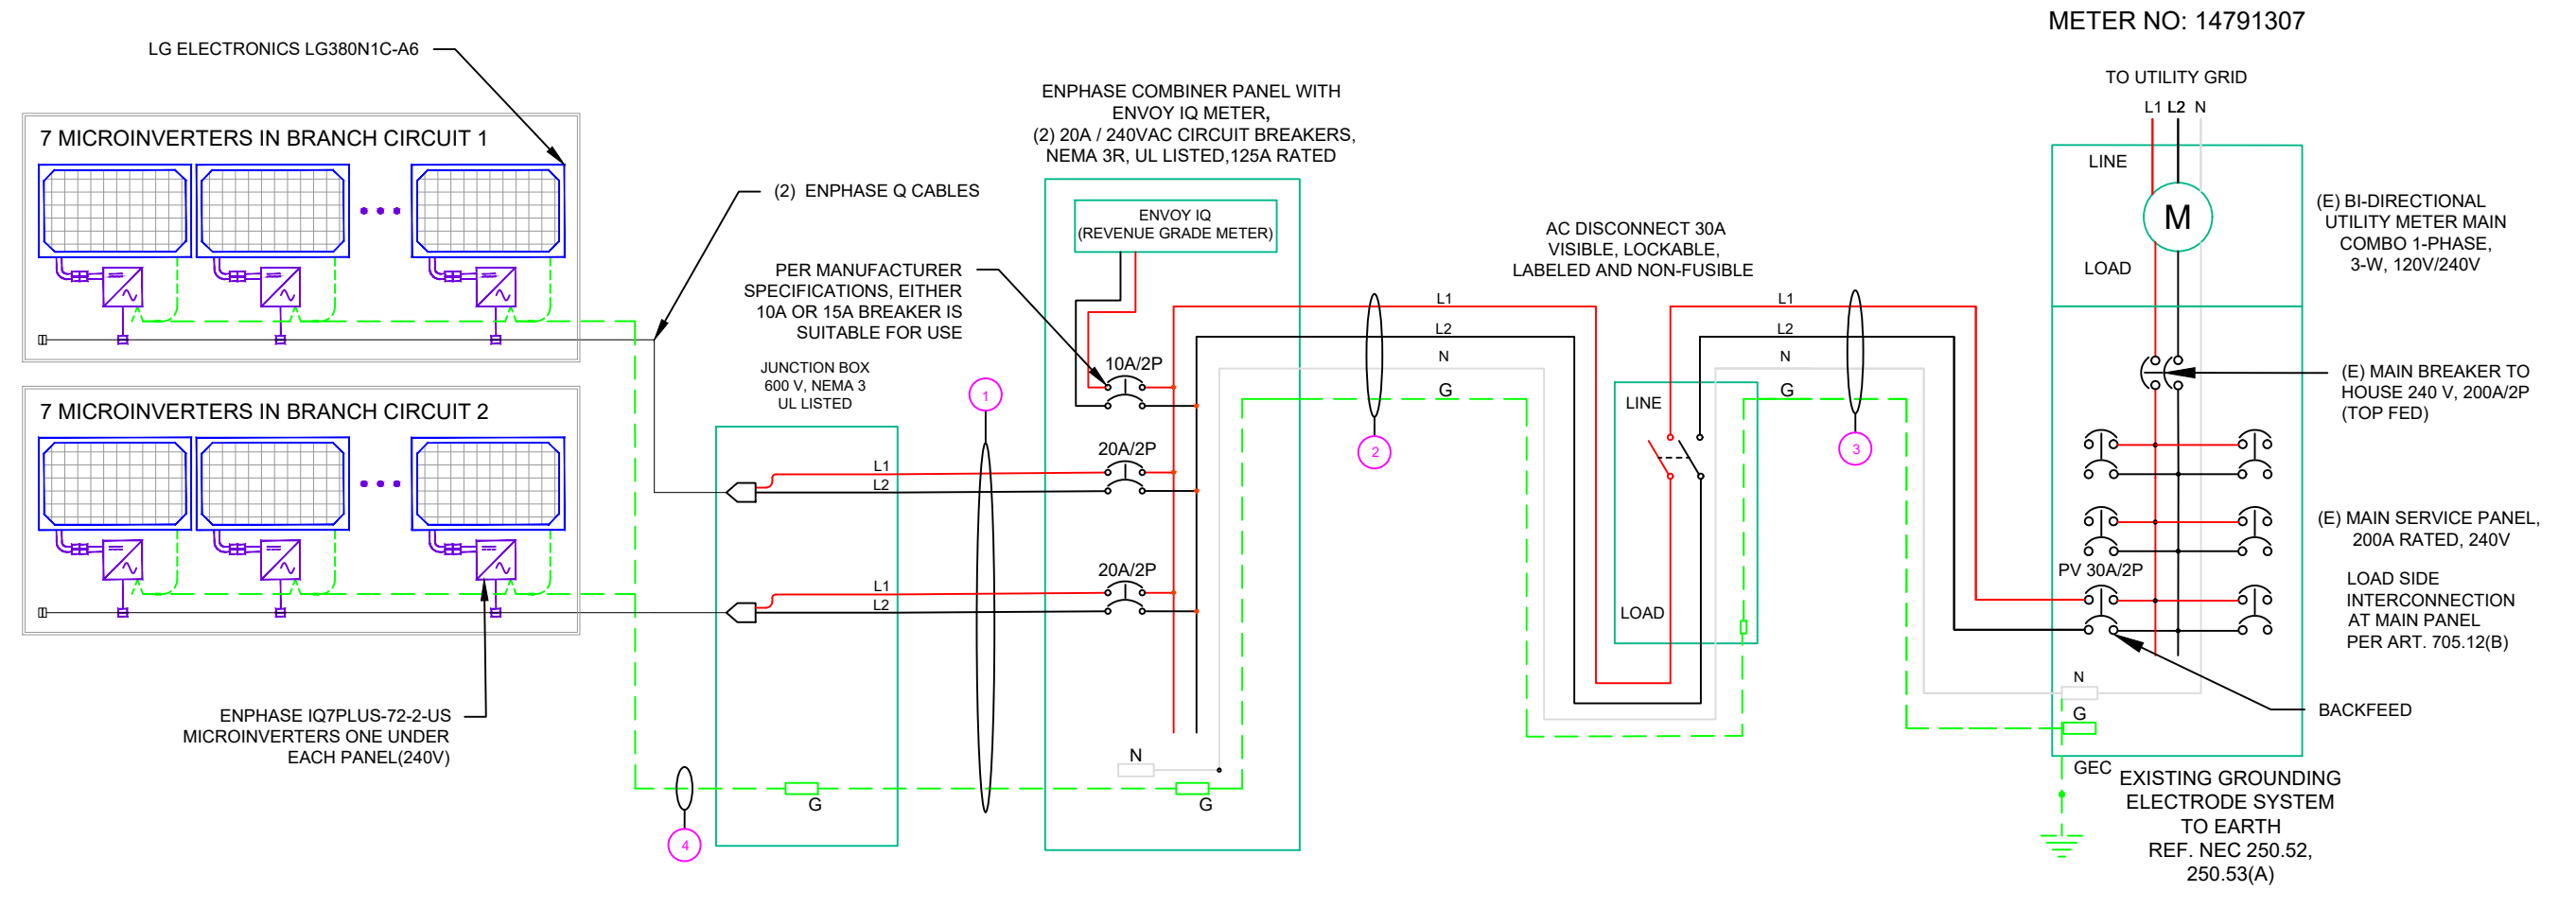 METER NO: 14791307
LG ELECTRONICS LG380N1C-A6
7 MICROINVERTERS IN BRANCH CIRCUIT 1
7 MICROINVERTERS IN BRANCH CIRCUIT 2
ENPHASE IQ7PLUS-72-2-US
MICROINVERTERS ONE UNDER
EACH PANEL(240V)
(2) ENPHASE Q CABLES
JUNCTION BOX
600 V, NEMA 3
UL LISTED
L1
L2
L1
L2
G
4
1
ENPHASE COMBINER PANEL WITH
ENVOY IQ METER,
(2) 20A / 240VAC CIRCUIT BREAKERS,
NEMA 3R, UL LISTED,125A RATED
ENVOY IQ
(REVENUE GRADE METER)
PER MANUFACTURER
SPECIFICATIONS, EITHER
10A OR 15A BREAKER IS
SUITABLE FOR USE
10A/2P
20A/2P
20A/2P
N
G
L1
L2
N
G
2
AC DISCONNECT 30A
VISIBLE, LOCKABLE,
LABELED AND NON-FUSIBLE
LINE
LOAD
L1
L2
N
G
3
TO UTILITY GRID
L1 L2 N
LINE
M
LOAD
(E) BI-DIRECTIONAL
UTILITY METER MAIN
COMBO 1-PHASE,
3-W, 120V/240V
(E) MAIN BREAKER TO
HOUSE 240 V, 200A/2P
(TOP FED)
(E) MAIN SERVICE PANEL,
200A RATED, 240V
PV 30A/2P
LOAD SIDE
INTERCONNECTION
AT MAIN PANEL
PER ART. 705.12(B)
N
G
BACKFEED
GEC
EXISTING GROUNDING
ELECTRODE SYSTEM
TO EARTH
REF. NEC 250.52,
250.53(A)